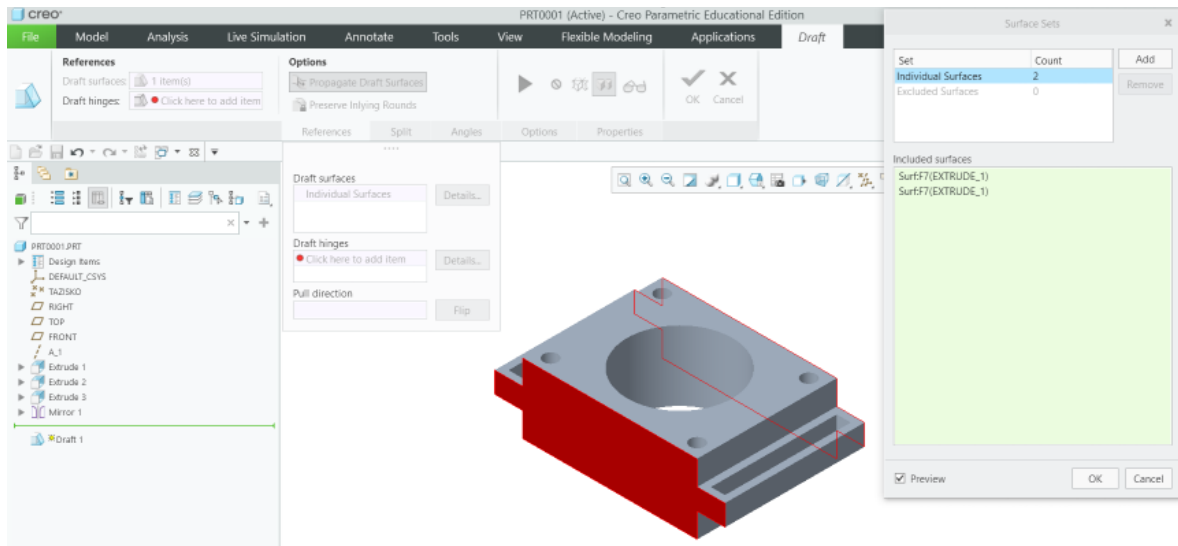 creo
PRT0001 (Active) - Creo Parametric Educational Edition
File Model Analysis Live Simulation Annotate Tools View Flexible Modeling Applications Draft
References
Draft surfaces: 1 item(s)
Draft hinges: Click here to add item
Options
Propagate Draft Surfaces
Preserve Inlying Rounds
OK Cancel
References Split Angles Options Properties
Draft surfaces
Individual Surfaces
Details...
Draft hinges
Click here to add item
Details...
Pull direction
Flip
PRT0001.PRT
Design Items
DEFAULT_CSYS
TAZISKO
RIGHT
TOP
FRONT
A_1
Extrude 1
Extrude 2
Extrude 3
Mirror 1
Draft 1
Surface Sets
Set Count
Individual Surfaces 2
Excluded Surfaces 0
Add
Remove
Included surfaces
Surf:F7(EXTRUDE_1)
Surf:F7(EXTRUDE_1)
Preview
OK Cancel